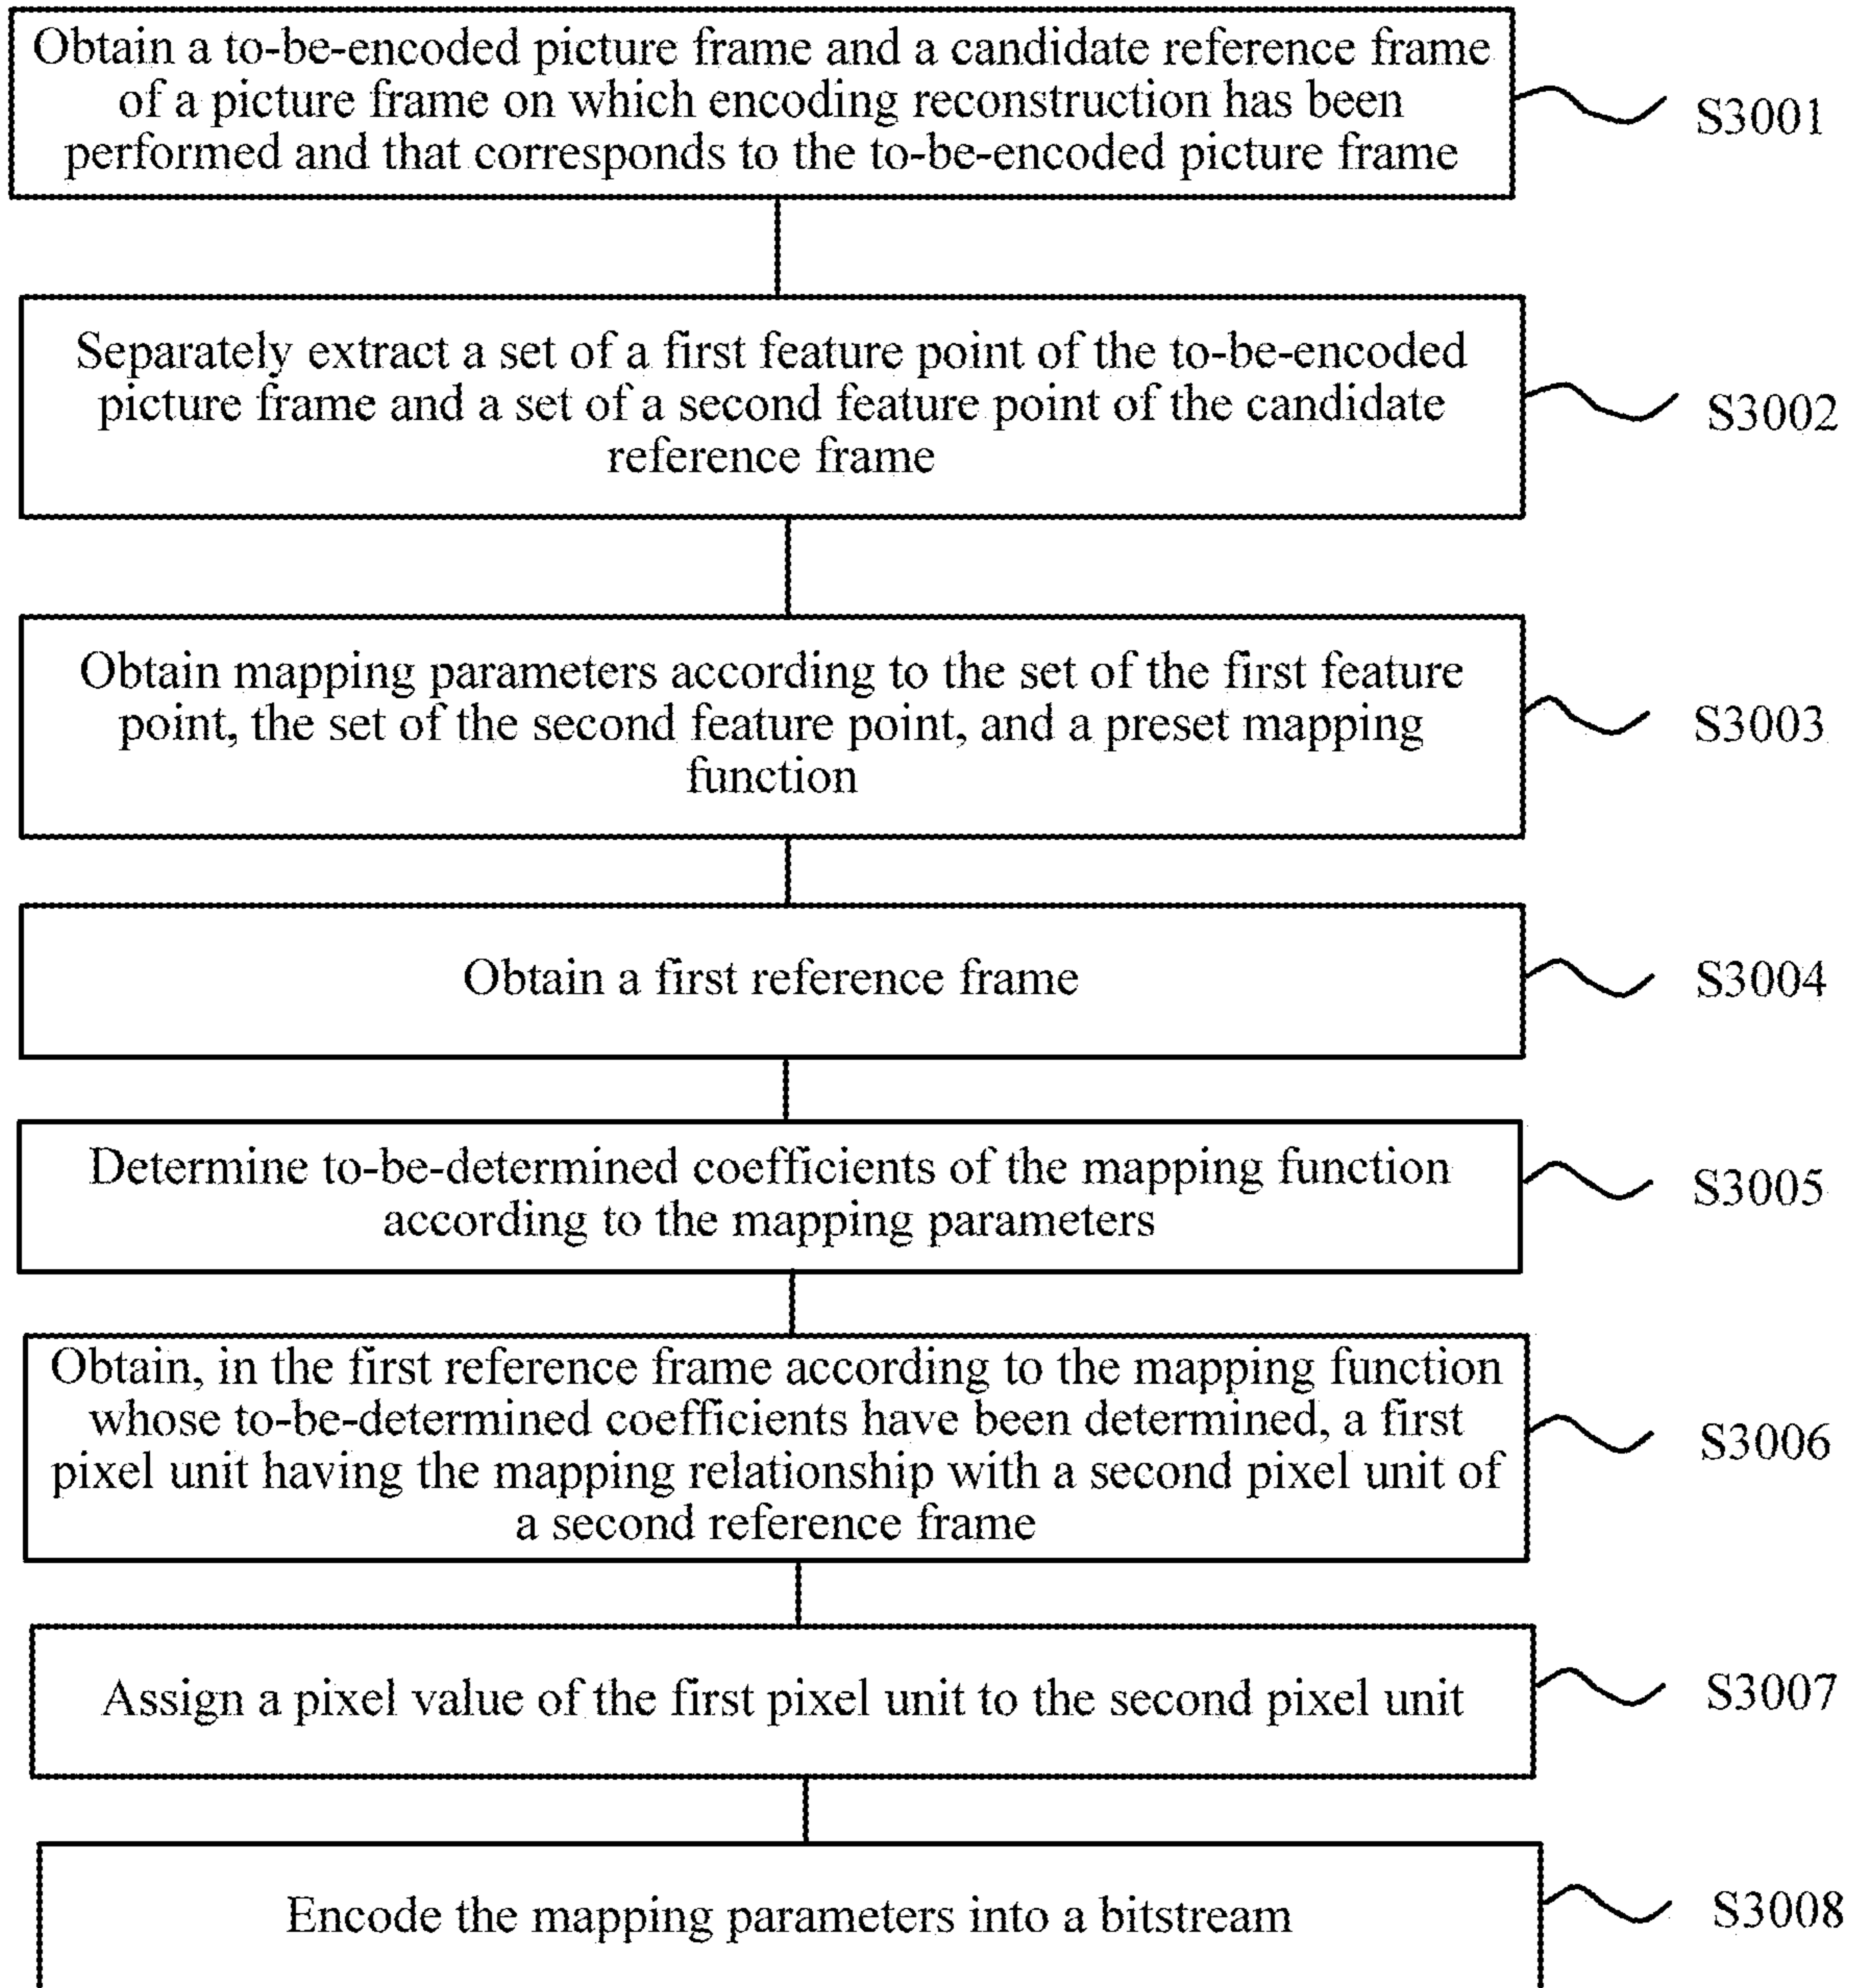 Obtain a to-be-encoded picture frame and a candidate reference frame
of a picture frame on which encoding reconstruction has been
performed and that corresponds to the to-be-encoded picture frame
S3001
Separately extract a set of a first feature point of the to-be-encoded
picture frame and a set of a second feature point of the candidate
reference frame
S3002
Obtain mapping parameters according to the set of the first feature
point, the set of the second feature point, and a preset mapping
function
S3003
Obtain a first reference frame
S3004
Determine to-be-determined coefficients of the mapping function
according to the mapping parameters
S3005
Obtain, in the first reference frame according to the mapping function
whose to-be-determined coefficients have been determined, a first
pixel unit having the mapping relationship with a second pixel unit of
a second reference frame
S3006
Assign a pixel value of the first pixel unit to the second pixel unit
S3007
Encode the mapping parameters into a bitstream
S3008